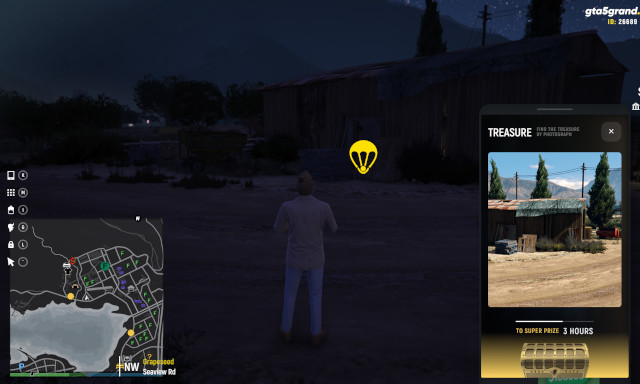 gta5grand.
ID: 26689
TREASURE
FIND THE TREASURE
BY PHOTOGRAPH
TO SUPER PRIZE 3 HOURS
N
NW
Grapeseed
Seaview Rd